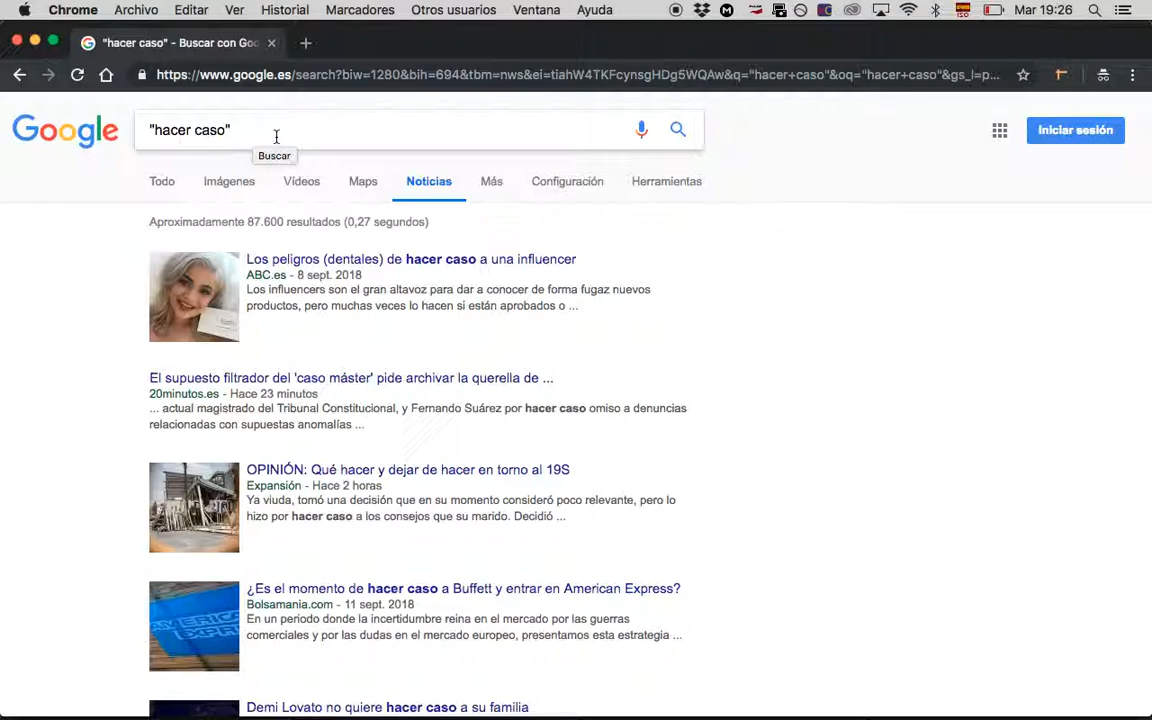 Chrome Archivo Editar Ver Historial Marcadores Otros usuarios Ventana Ayuda ISO Mar 19:26
"hacer caso" - Buscar con Goo
https://www.google.es/search?biw=1280&bih=694&tbm=nws&ei=tiahW4TKFcynsgHDg5WQAw&q="hacer+caso"&oq="hacer+caso"&gs_l=p...
Google
"hacer caso"
Iniciar sesión
Buscar
Todo Imágenes Vídeos Maps Noticias Más Configuración Herramientas
Aproximadamente 87.600 resultados (0,27 segundos)
Los peligros (dentales) de hacer caso a una influencer
ABC.es - 8 sept. 2018
Los influencers son el gran altavoz para dar a conocer de forma fugaz nuevos
productos, pero muchas veces lo hacen si están aprobados o ...
El supuesto filtrador del 'caso máster' pide archivar la querella de ...
20minutos.es - Hace 23 minutos
... actual magistrado del Tribunal Constitucional, y Fernando Suárez por hacer caso omiso a denuncias
relacionadas con supuestas anomalías ...
OPINIÓN: Qué hacer y dejar de hacer en torno al 19S
Expansión - Hace 2 horas
Ya viuda, tomó una decisión que en su momento consideró poco relevante, pero lo
hizo por hacer caso a los consejos que su marido. Decidió ...
¿Es el momento de hacer caso a Buffett y entrar en American Express?
Bolsamania.com - 11 sept. 2018
En un periodo donde la incertidumbre reina en el mercado por las guerras
comerciales y por las dudas en el mercado europeo, presentamos esta estrategia ...
Demi Lovato no quiere hacer caso a su familia